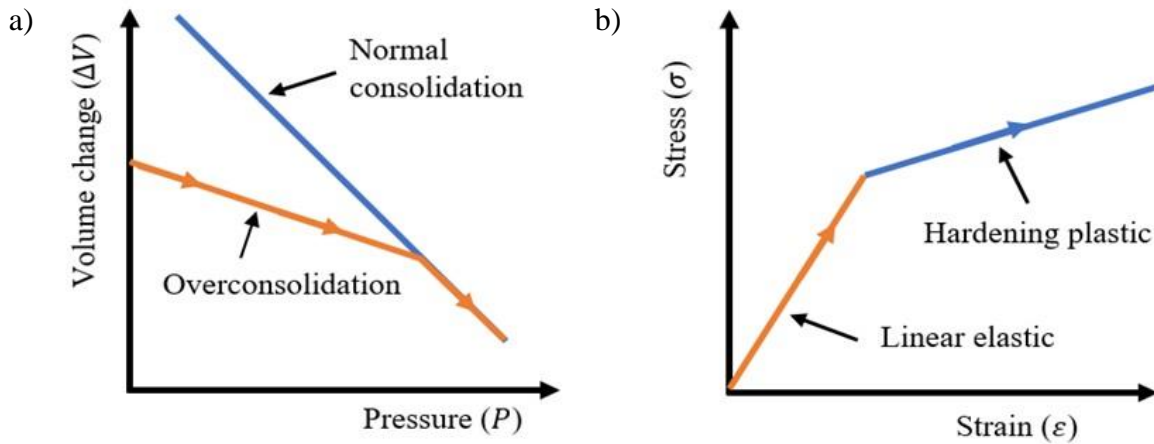 a)
Volume change (ΔV)
Normal
consolidation
Overconsolidation
Pressure (P)
b)
Stress (σ)
Hardening plastic
Linear elastic
Strain (ε)